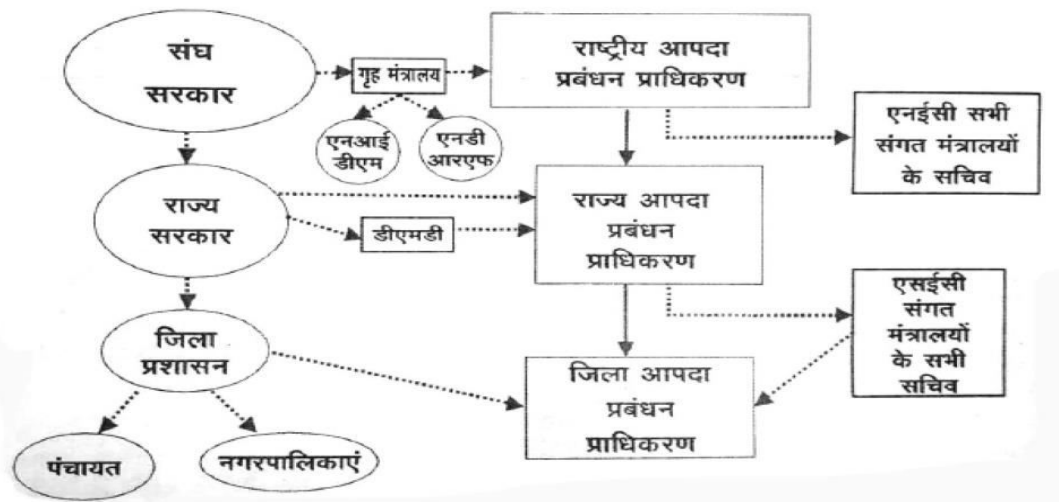 संघ
सरकार
गृह मंत्रालय
राष्ट्रीय आपदा
प्रबंधन प्राधिकरण
एनआई
डीएम
एनडी
आरएफ
एनईसी सभी
संगत मंत्रालयों
के सचिव
राज्य
सरकार
डीएमडी
राज्य आपदा
प्रबंधन
प्राधिकरण
एसईसी
संगत
मंत्रालयों
के सभी
सचिव
जिला
प्रशासन
जिला आपदा
प्रबंधन
प्राधिकरण
पंचायत
नगरपालिकाएं